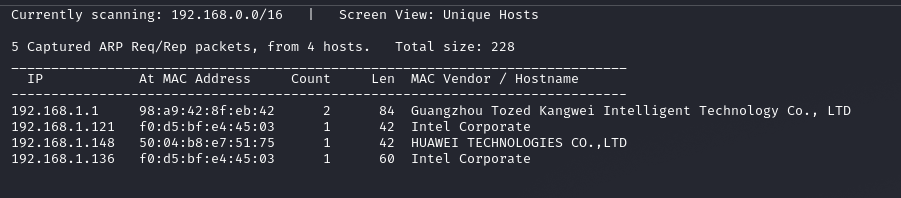 Currently scanning: 192.168.0.0/16   |   Screen View: Unique Hosts
5 Captured ARP Req/Rep packets, from 4 hosts.   Total size: 228
_____________________________________________________________________________
  IP            At MAC Address     Count     Len  MAC Vendor / Hostname
-----------------------------------------------------------------------------
192.168.1.1     98:a9:42:8f:eb:42      2      84  Guangzhou Tozed Kangwei Intelligent Technology Co., LTD
192.168.1.121   f0:d5:bf:e4:45:03      1      42  Intel Corporate
192.168.1.148   50:04:b8:e7:51:75      1      42  HUAWEI TECHNOLOGIES CO.,LTD
192.168.1.136   f0:d5:bf:e4:45:03      1      60  Intel Corporate